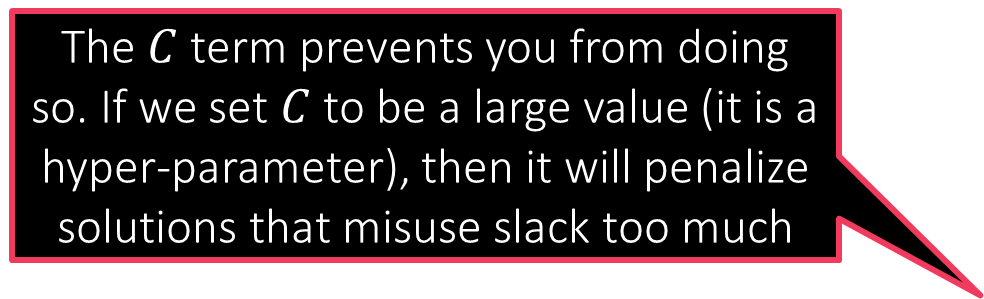 The C term prevents you from doing
so. If we set C to be a large value (it is a
hyper-parameter), then it will penalize
solutions that misuse slack too much